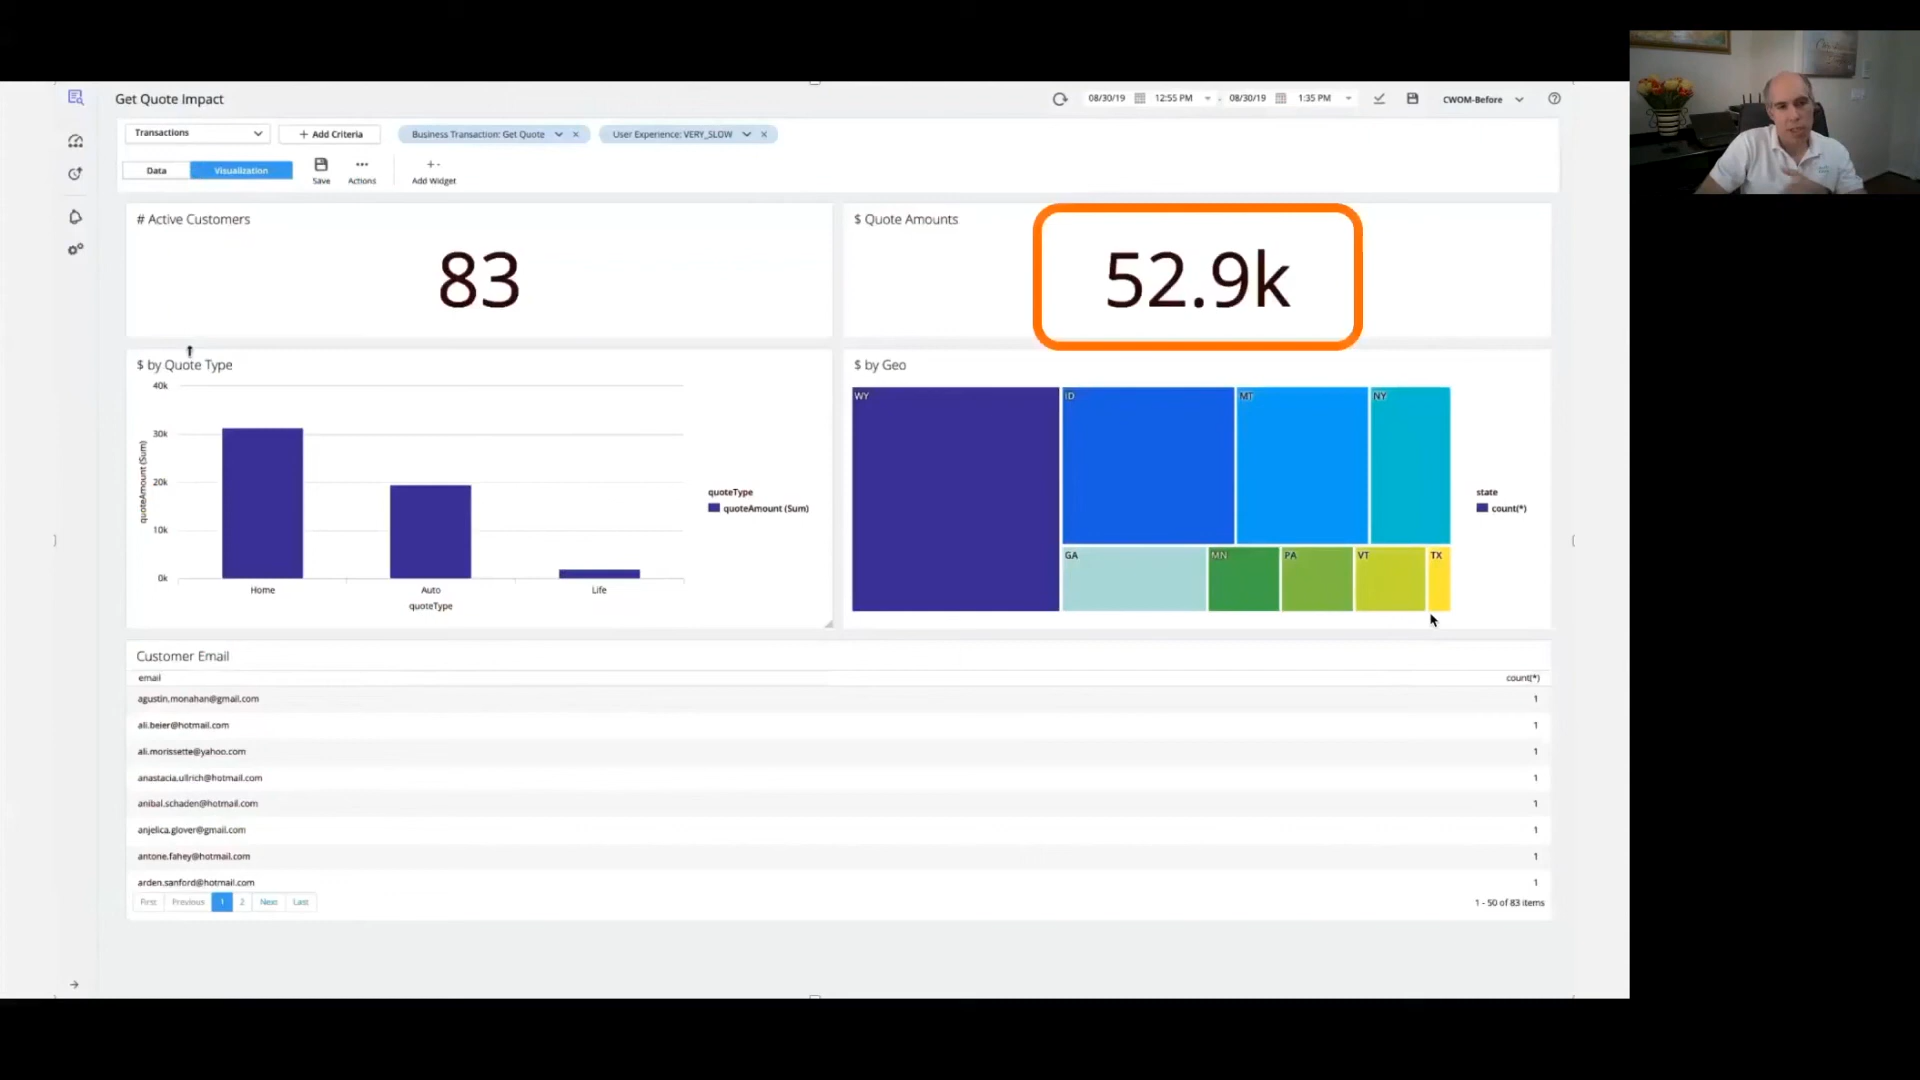 Get Quote Impact
08/30/19 12:55 PM - 08/30/19 1:35 PM CWOM-Before
Transactions + Add Criteria Business Transaction: Get Quote User Experience: VERY_SLOW
Data Visualization Save Actions Add Widget
# Active Customers
83
$ Quote Amounts
52.9k
$ by Quote Type
40k
30k
20k
10k
0k
quoteAmount (Sum)
Home Auto Life
quoteType
quoteType
quoteAmount (Sum)
$ by Geo
WY ID MT NY
GA MN PA VT TX
state
count(*)
Customer Email
email count(*)
agustin.monahan@gmail.com 1
ali.beier@hotmail.com 1
ali.morissette@yahoo.com 1
anastacia.ullrich@hotmail.com 1
anibal.schaden@hotmail.com 1
anjelica.glover@gmail.com 1
antone.fahey@hotmail.com 1
arden.sanford@hotmail.com 1
First Previous 1 2 Next Last 1 - 50 of 83 items